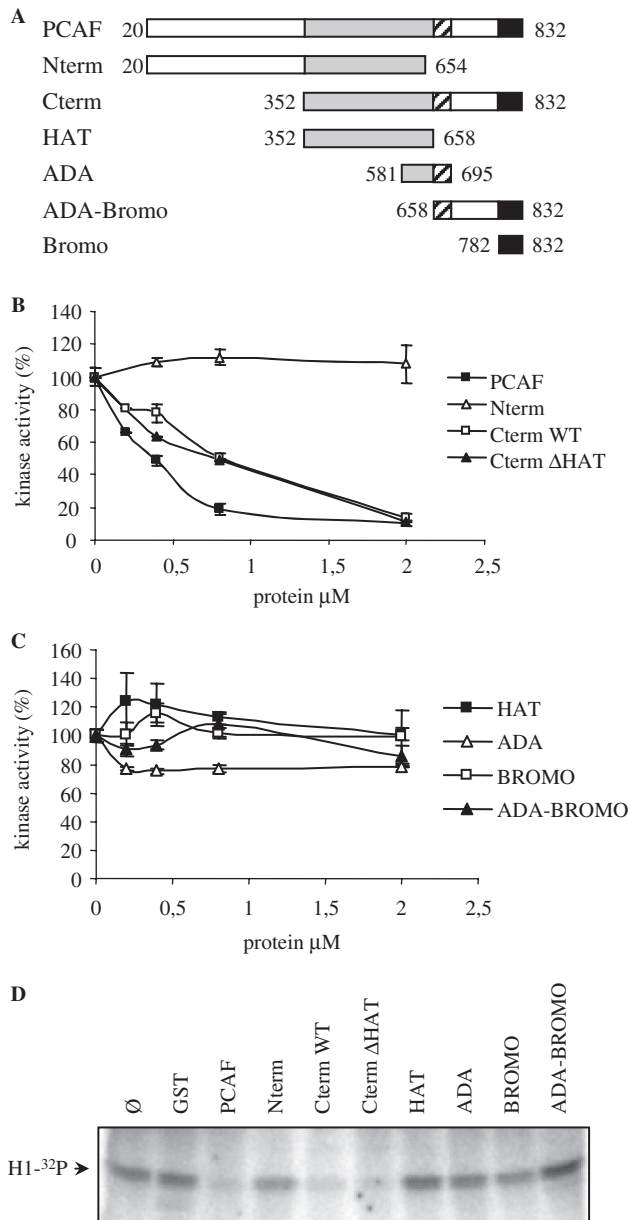 A
PCAF 20 832
Nterm 20 654
Cterm 352 832
HAT 352 658
ADA 581 695
ADA-Bromo 658 832
Bromo 782 832
B
kinase activity (%)
140
120
100
80
60
40
20
0
0 0,5 1 1,5 2 2,5
protein µM
PCAF
Nterm
Cterm WT
Cterm ΔHAT
C
kinase activity (%)
160
140
120
100
80
60
40
20
0
0 0,5 1 1,5 2 2,5
protein µM
HAT
ADA
BROMO
ADA-BROMO
D
Ø GST PCAF Nterm Cterm WT Cterm ΔHAT HAT ADA BROMO ADA-BROMO
H1-³²P